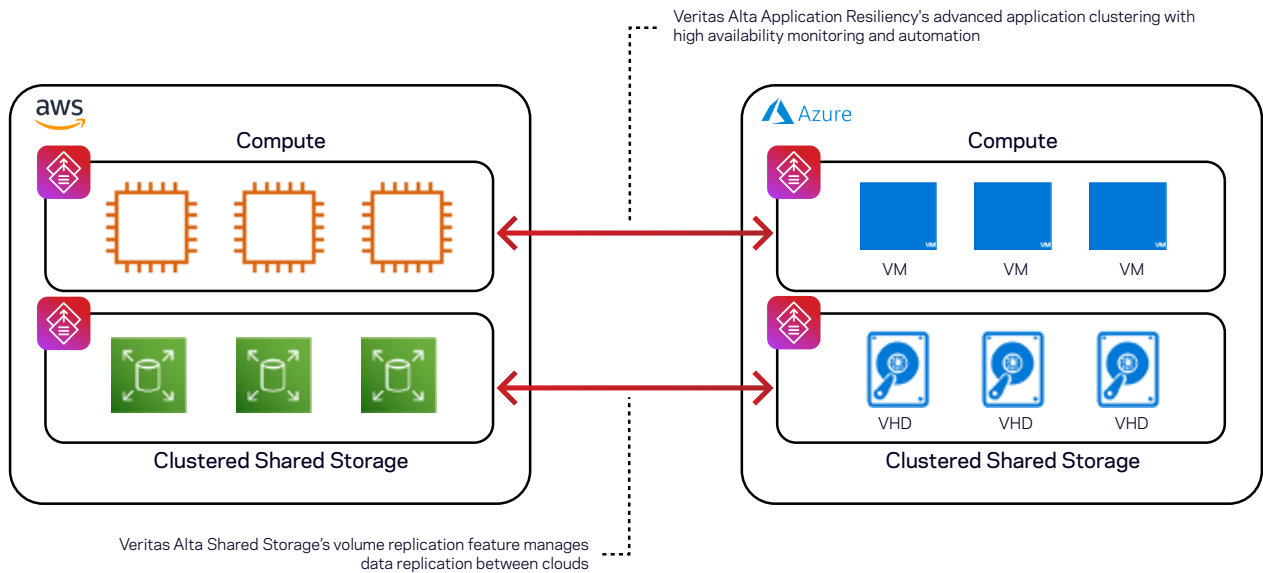 Veritas Alta Application Resiliency's advanced application clustering with
high availability monitoring and automation
aws
Compute
Clustered Shared Storage
Azure
Compute
VM
VM
VM
VM
VM
VM
VHD
VHD
VHD
Clustered Shared Storage
Veritas Alta Shared Storage’s volume replication feature manages
data replication between clouds